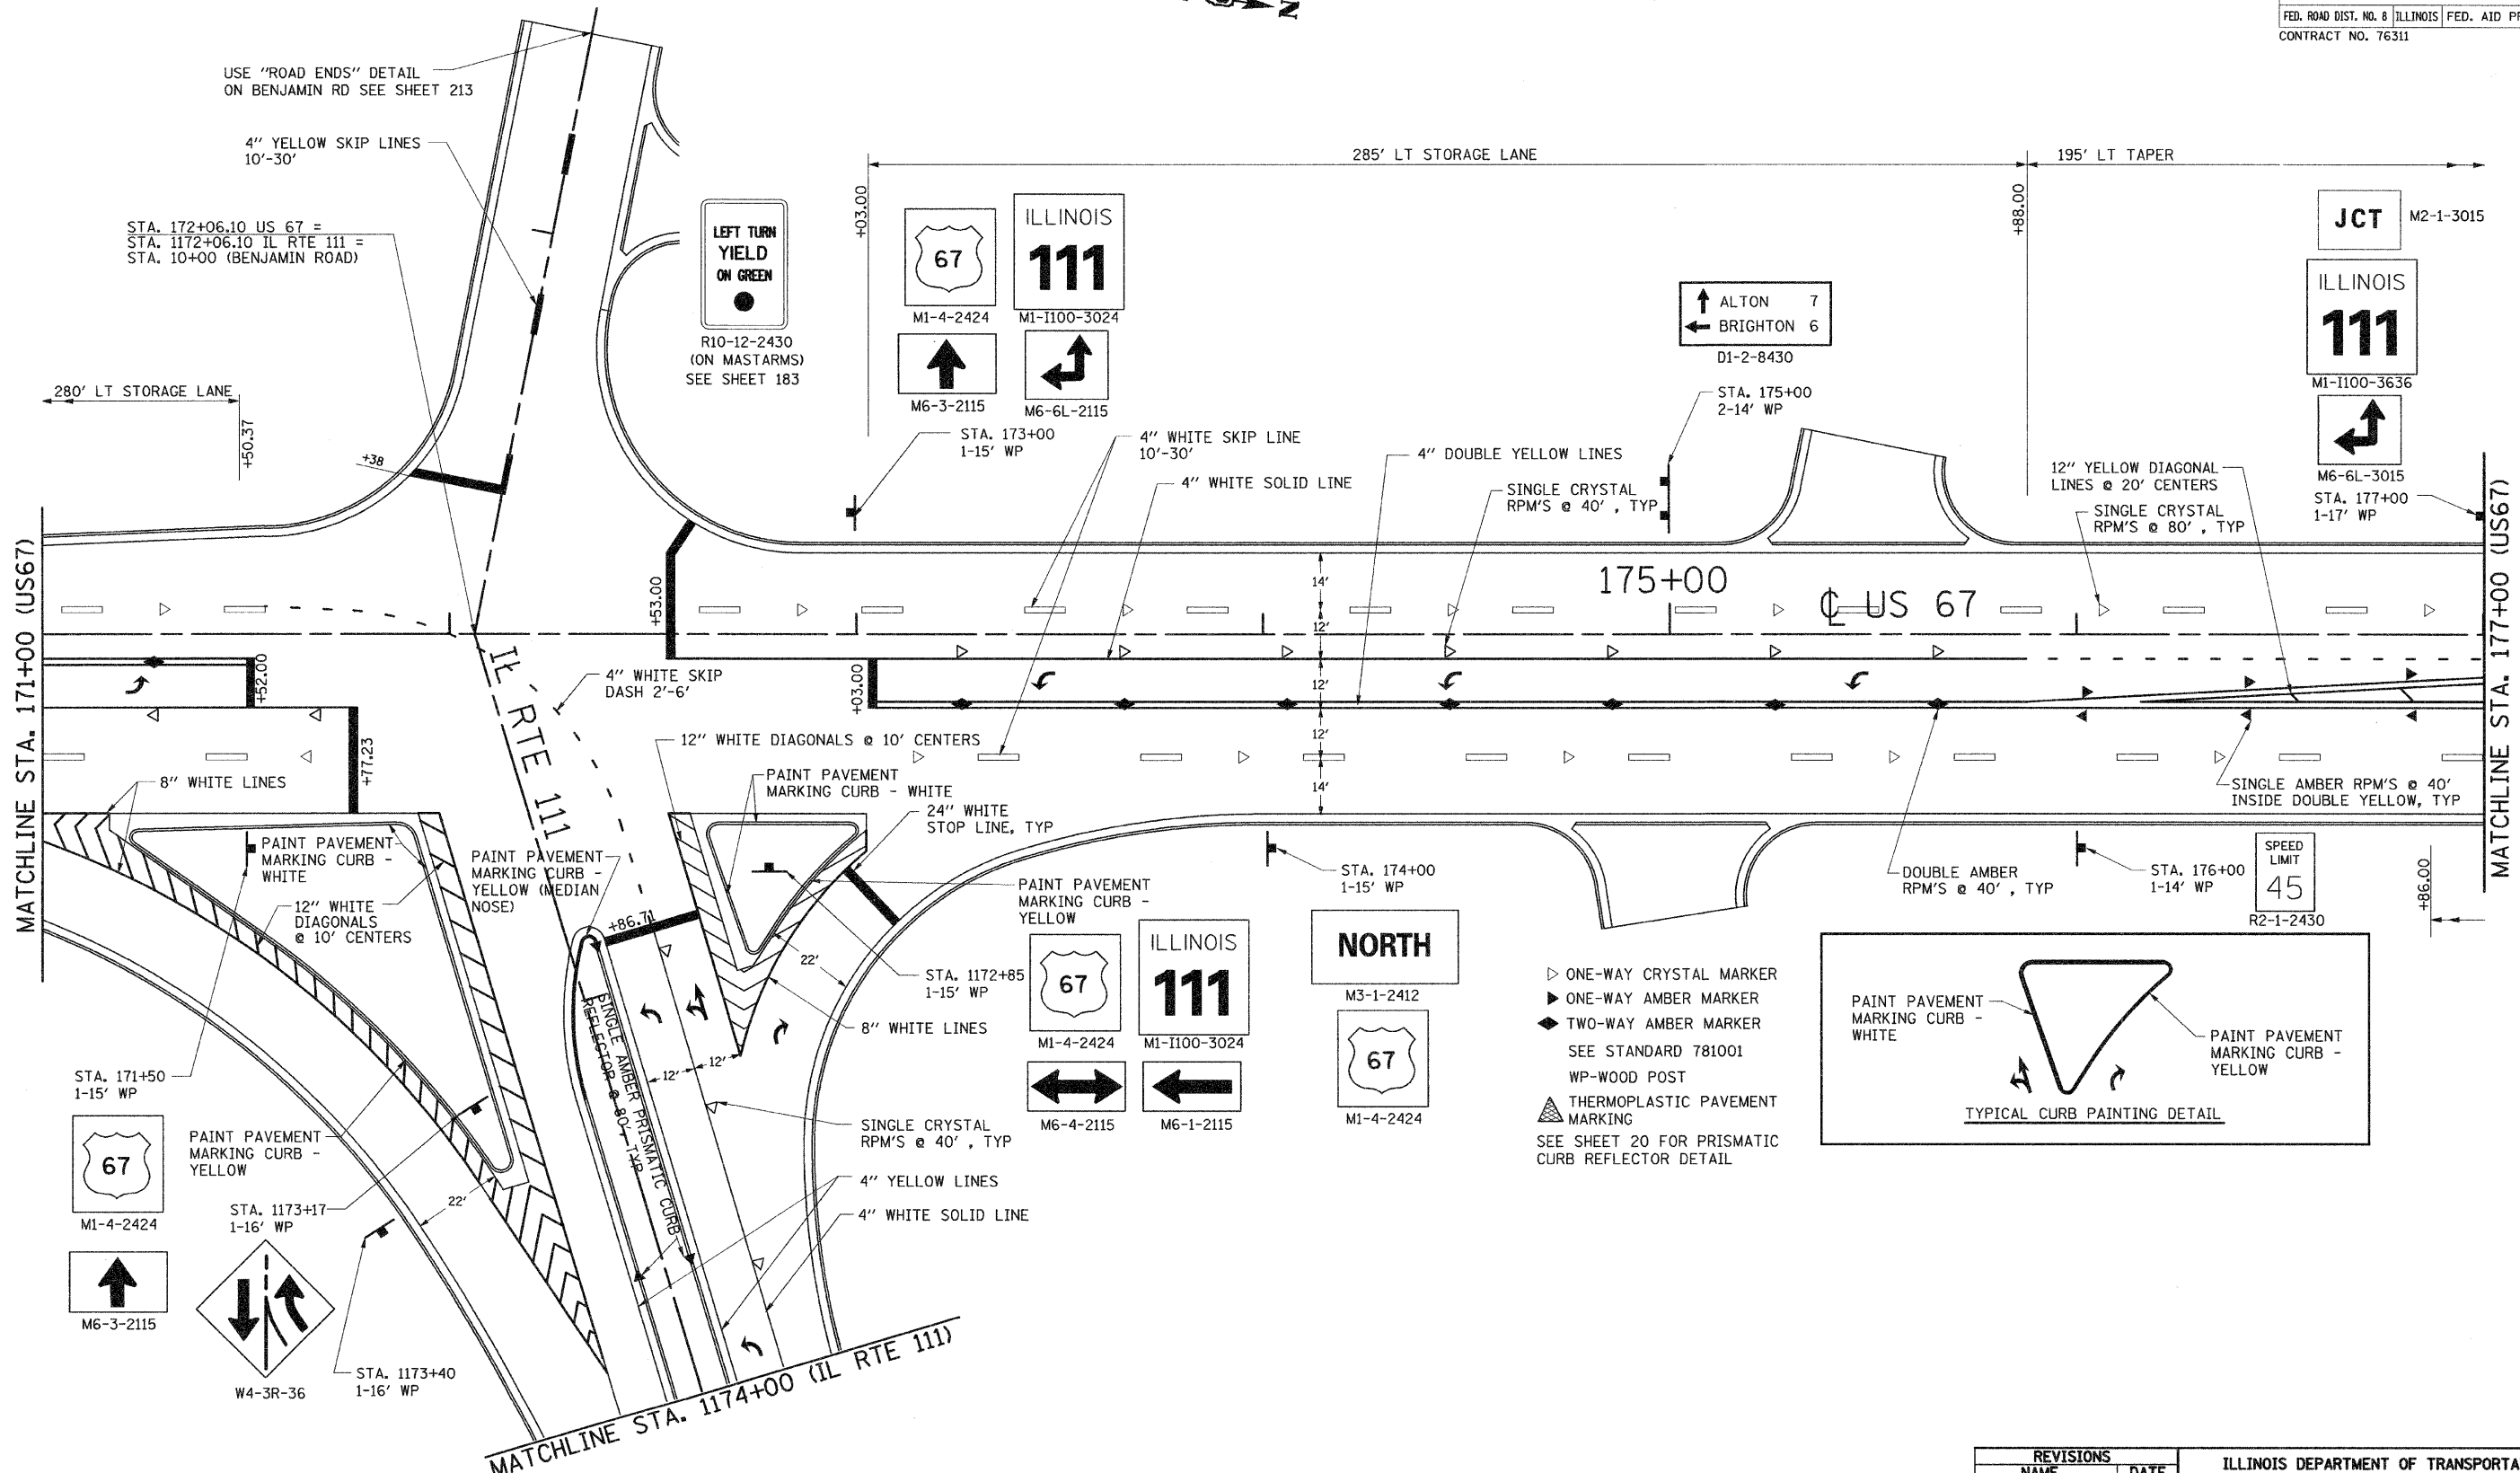 N
FED. ROAD DIST. NO. 8 ILLINOIS FED. AID
CONTRACT NO. 76311
USE "ROAD ENDS" DETAIL
ON BENJAMIN RD SEE SHEET 213
4" YELLOW SKIP LINES
10'-30'
STA. 172+06.10 US 67 =
STA. 1172+06.10 IL RTE 111 =
STA. 10+00 (BENJAMIN ROAD)
285' LT STORAGE LANE
195' LT TAPER
+03.00
+88.00
LEFT TURN
YIELD
ON GREEN
R10-12-2430
(ON MASTARMS)
SEE SHEET 183
67
M1-4-2424
M6-3-2115
ILLINOIS
111
M1-I100-3024
M6-6L-2115
STA. 173+00
1-15' WP
ALTON 7
BRIGHTON 6
D1-2-8430
STA. 175+00
2-14' WP
JCT
M2-1-3015
ILLINOIS
111
M1-I100-3636
M6-6L-3015
STA. 177+00
1-17' WP
280' LT STORAGE LANE
+50.37
+38
4" WHITE SKIP LINE
10'-30'
4" WHITE SOLID LINE
4" DOUBLE YELLOW LINES
SINGLE CRYSTAL
RPM'S @ 40' , TYP
12" YELLOW DIAGONAL
LINES @ 20' CENTERS
SINGLE CRYSTAL
RPM'S @ 80' , TYP
MATCHLINE STA. 171+00 (US67)
MATCHLINE STA. 177+00 (US67)
+53.00
14'
12'
12'
12'
14'
175+00
℄ US 67
+52.00
+77.23
+03.00
IL RTE 111
4" WHITE SKIP
DASH 2'-6'
12" WHITE DIAGONALS @ 10' CENTERS
8" WHITE LINES
PAINT PAVEMENT
MARKING CURB - WHITE
24" WHITE
STOP LINE, TYP
PAINT PAVEMENT
MARKING CURB -
WHITE
PAINT PAVEMENT
MARKING CURB -
YELLOW (MEDIAN
NOSE)
12" WHITE
DIAGONALS
@ 10' CENTERS
+86.71
PAINT PAVEMENT
MARKING CURB -
YELLOW
STA. 174+00
1-15' WP
DOUBLE AMBER
RPM'S @ 40' , TYP
STA. 176+00
1-14' WP
SINGLE AMBER RPM'S @ 40'
INSIDE DOUBLE YELLOW, TYP
SPEED
LIMIT
45
R2-1-2430
+86.00
22'
STA. 1172+85
1-15' WP
8" WHITE LINES
12'
12'
67
M1-4-2424
M6-4-2115
ILLINOIS
111
M1-I100-3024
M6-1-2115
NORTH
M3-1-2412
67
M1-4-2424
ONE-WAY CRYSTAL MARKER
ONE-WAY AMBER MARKER
TWO-WAY AMBER MARKER
SEE STANDARD 781001
WP-WOOD POST
THERMOPLASTIC PAVEMENT
MARKING
SEE SHEET 20 FOR PRISMATIC
CURB REFLECTOR DETAIL
PAINT PAVEMENT
MARKING CURB -
WHITE
PAINT PAVEMENT
MARKING CURB -
YELLOW
TYPICAL CURB PAINTING DETAIL
SINGLE AMBER PRISMATIC CURB
REFLECTOR @ 80', TYP
SINGLE CRYSTAL
RPM'S @ 40' , TYP
4" YELLOW LINES
4" WHITE SOLID LINE
STA. 171+50
1-15' WP
67
M1-4-2424
M6-3-2115
PAINT PAVEMENT
MARKING CURB -
YELLOW
STA. 1173+17
1-16' WP
22'
W4-3R-36
STA. 1173+40
1-16' WP
MATCHLINE STA. 1174+00 (IL RTE 111)
REVISIONS
NAME DATE
ILLINOIS DEPARTMENT OF